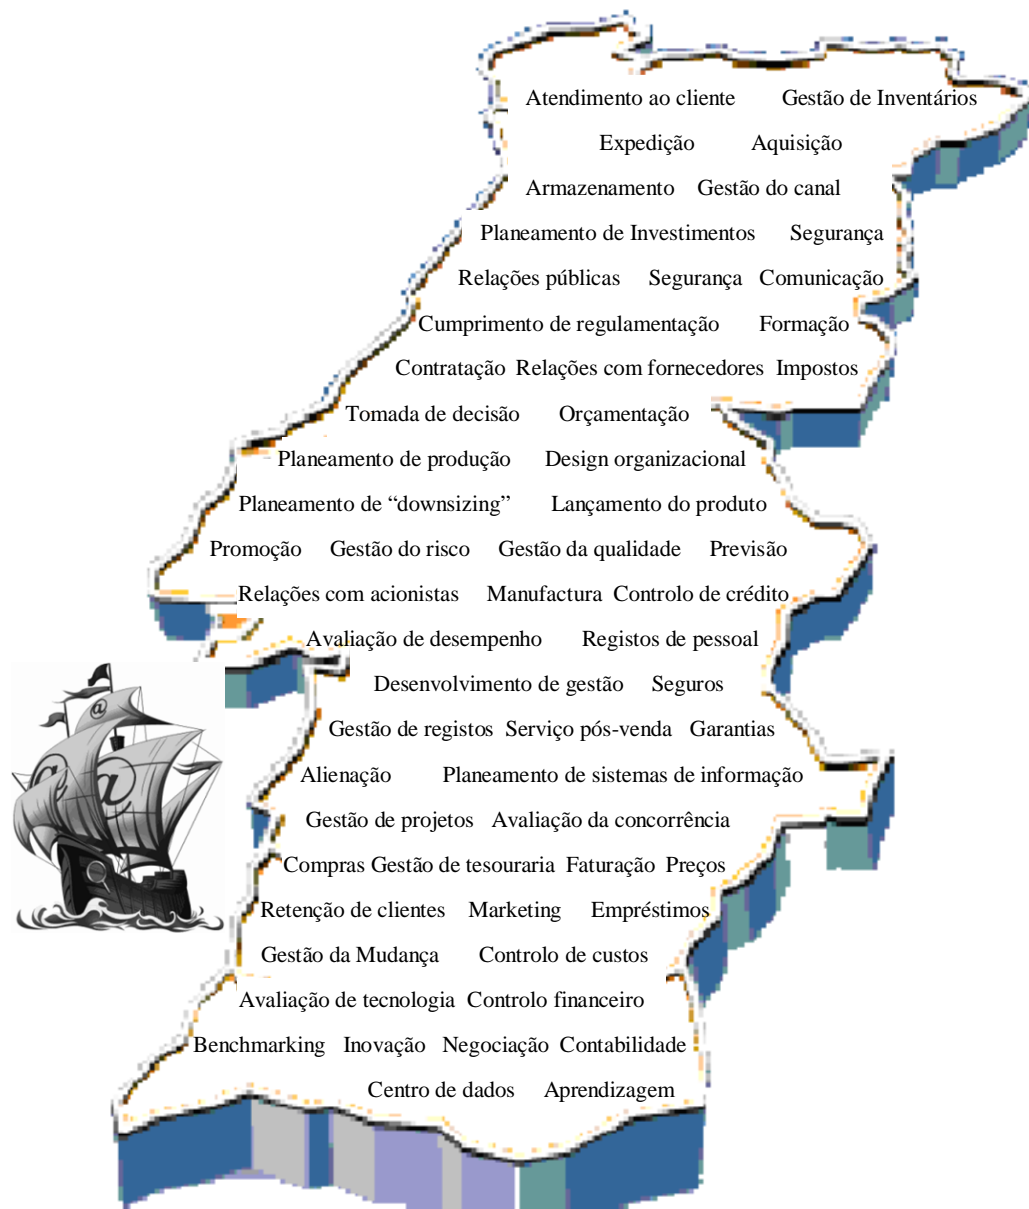 Atendimento ao cliente Gestão de Inventários
Expedição Aquisição
Armazenamento Gestão do canal
Planeamento de Investimentos Segurança
Relações públicas Segurança Comunicação
Cumprimento de regulamentação Formação
Contratação Relações com fornecedores Impostos
Tomada de decisão Orçamentação
Planeamento de produção Design organizacional
Planeamento de “downsizing” Lançamento do produto
Promoção Gestão do risco Gestão da qualidade Previsão
Relações com acionistas Manufactura Controlo de crédito
Avaliação de desempenho Registos de pessoal
Desenvolvimento de gestão Seguros
Gestão de registos Serviço pós-venda Garantias
Alienação Planeamento de sistemas de informação
Gestão de projetos Avaliação da concorrência
Compras Gestão de tesouraria Faturação Preços
Retenção de clientes Marketing Empréstimos
Gestão da Mudança Controlo de custos
Avaliação de tecnologia Controlo financeiro
Benchmarking Inovação Negociação Contabilidade
Centro de dados Aprendizagem
@
@
@